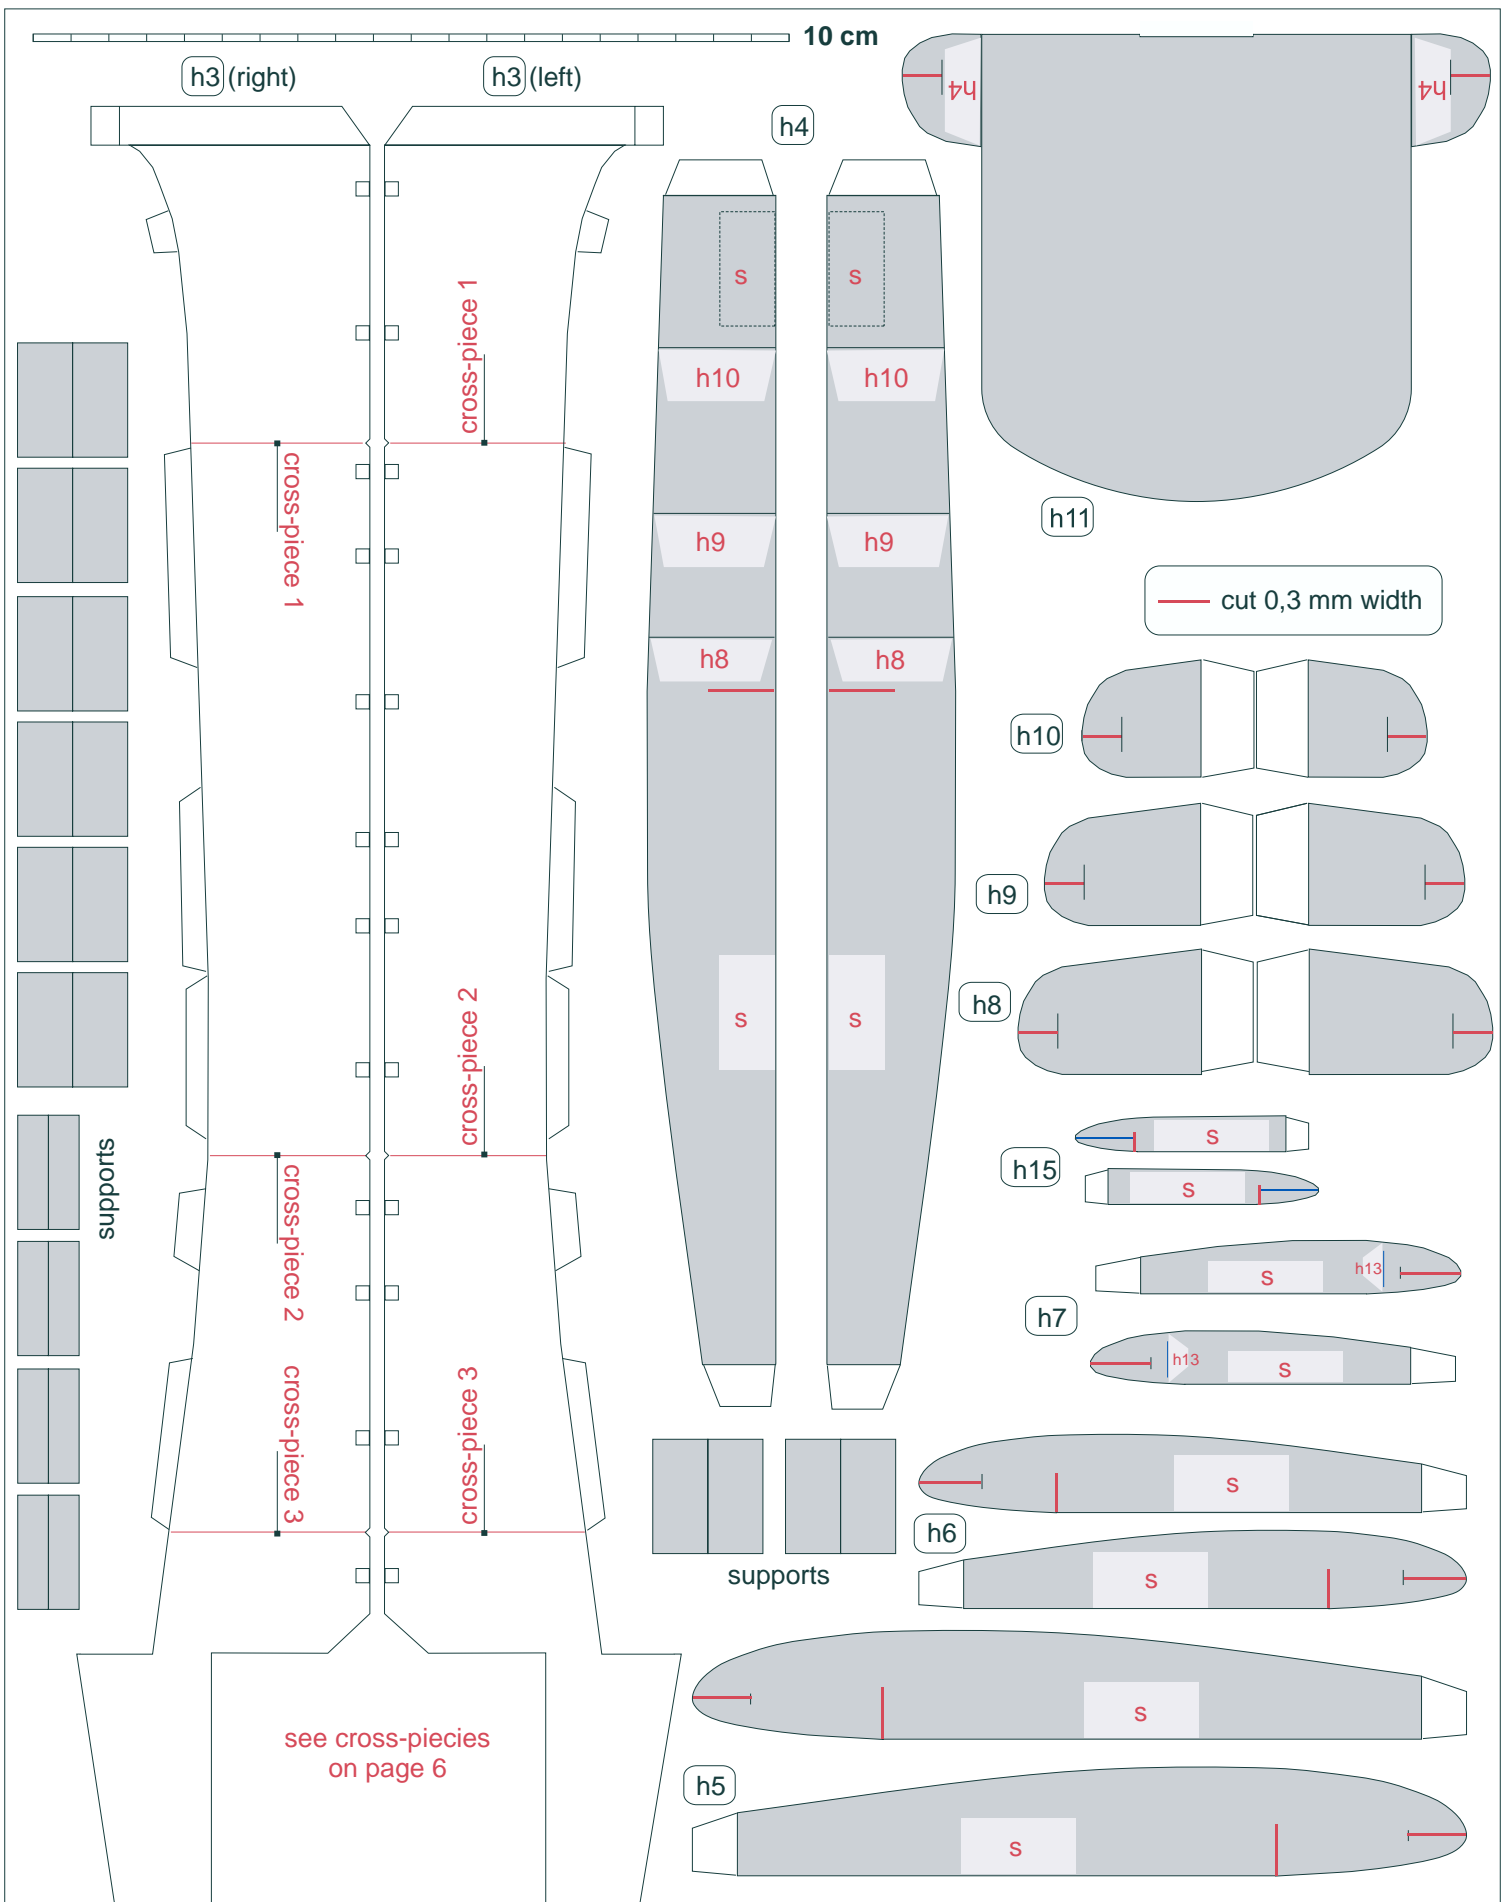 10 cm
h3 (right)
h3 (left)
h4
h4
h4
s
s
cross-piece 1
h10
h10
cross-piece 1
h11
h9
h9
cut 0,3 mm width
h8
h8
h10
h9
h8
cross-piece 2
s
s
supports
s
h15
s
cross-piece 2
s
h13
h7
h13
s
cross-piece 3
cross-piece 3
s
h6
supports
s
s
see cross-piecies
on page 6
h5
s